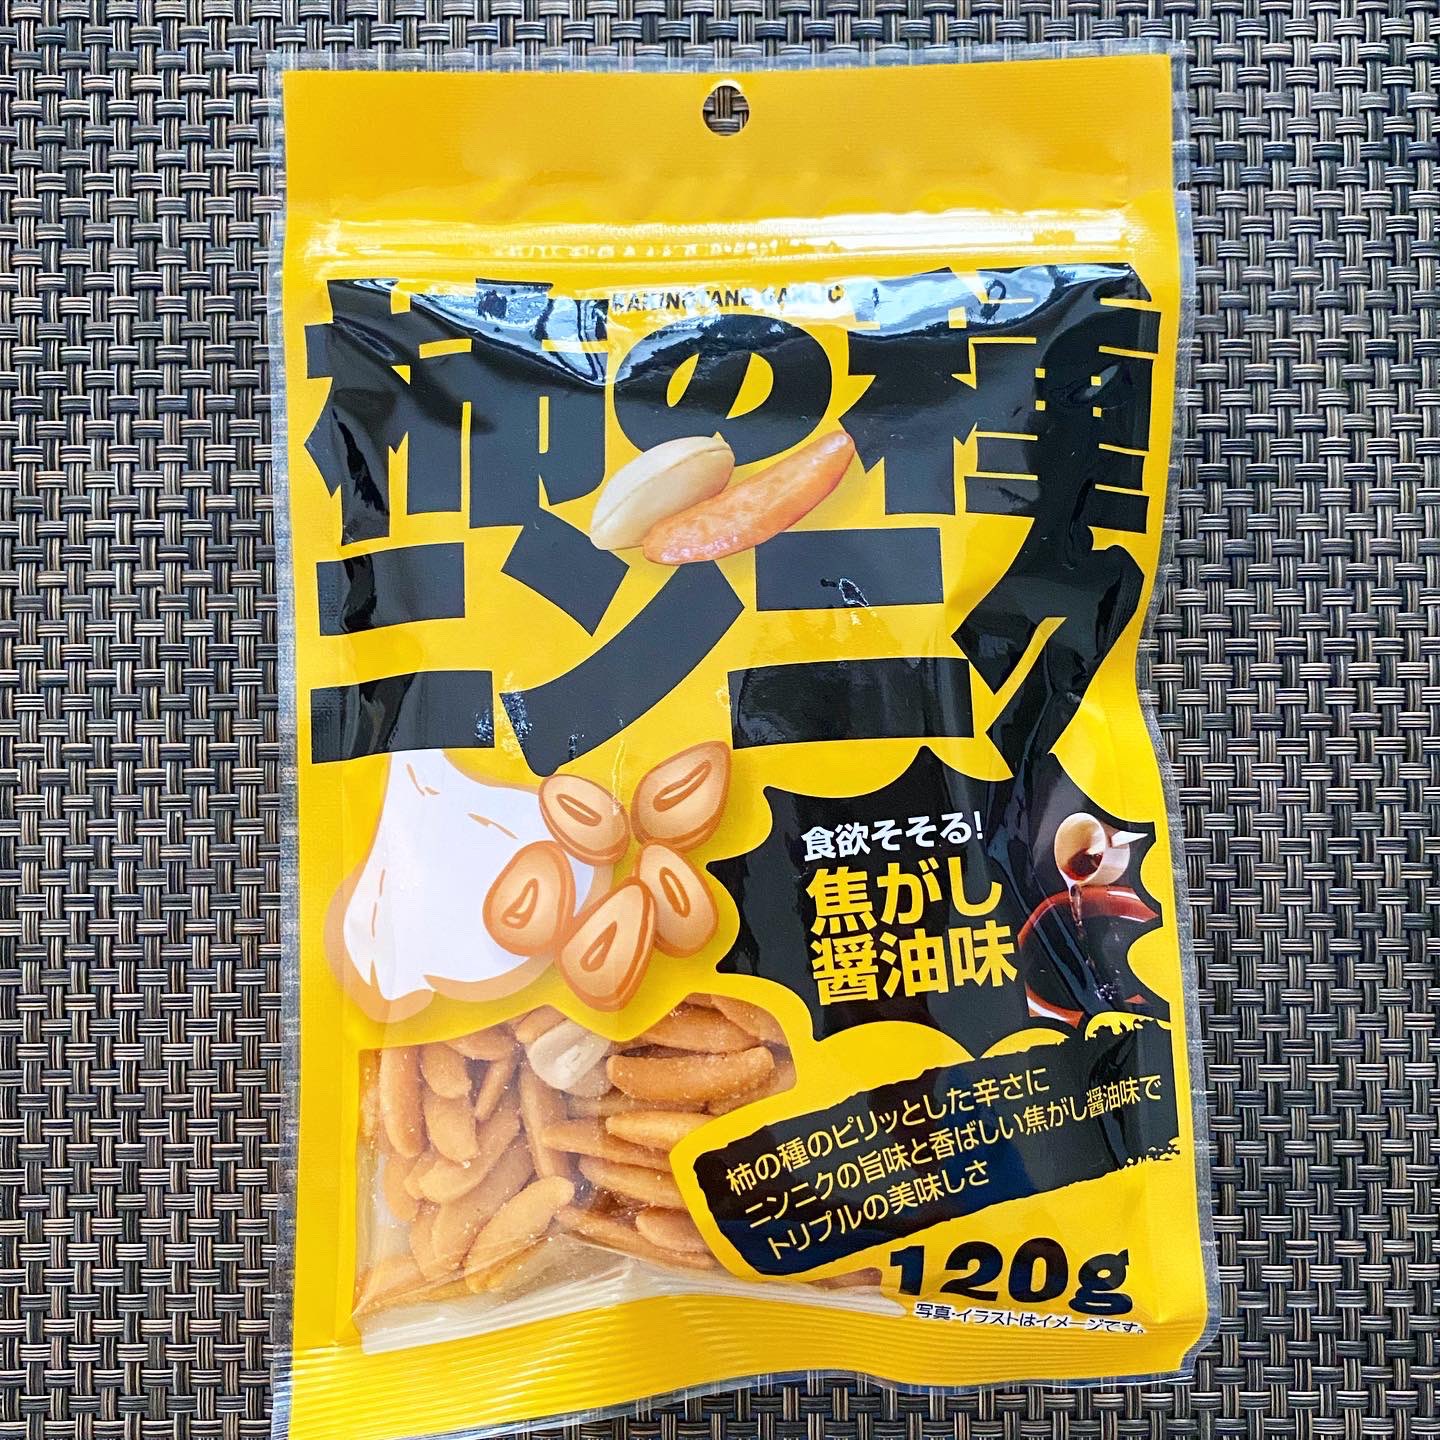 KAKINOTANE GARLIC
柿の種
ニンニク
食欲そそる!
焦がし
醤油味
柿の種のピリッとした辛さに
ニンニクの旨味と香ばしい焦がし醤油味で
トリプルの美味しさ
120g
写真・イラストはイメージです。